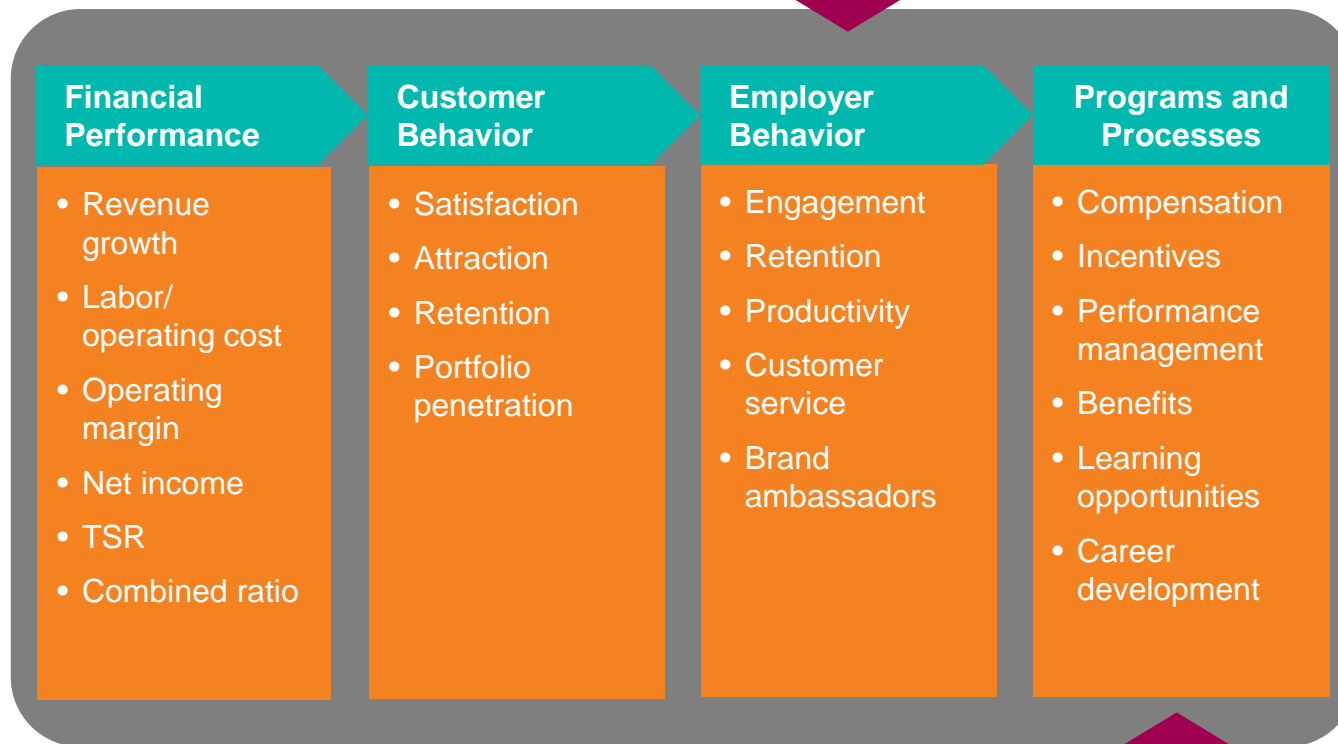 Financial
Performance
• Revenue
growth
• Labor/
operating cost
• Operating
margin
• Net income
• TSR
• Combined ratio
Customer
Behavior
• Satisfaction
• Attraction
• Retention
• Portfolio
penetration
Employer
Behavior
• Engagement
• Retention
• Productivity
• Customer
service
• Brand
ambassadors
Programs and
Processes
• Compensation
• Incentives
• Performance
management
• Benefits
• Learning
opportunities
• Career
development